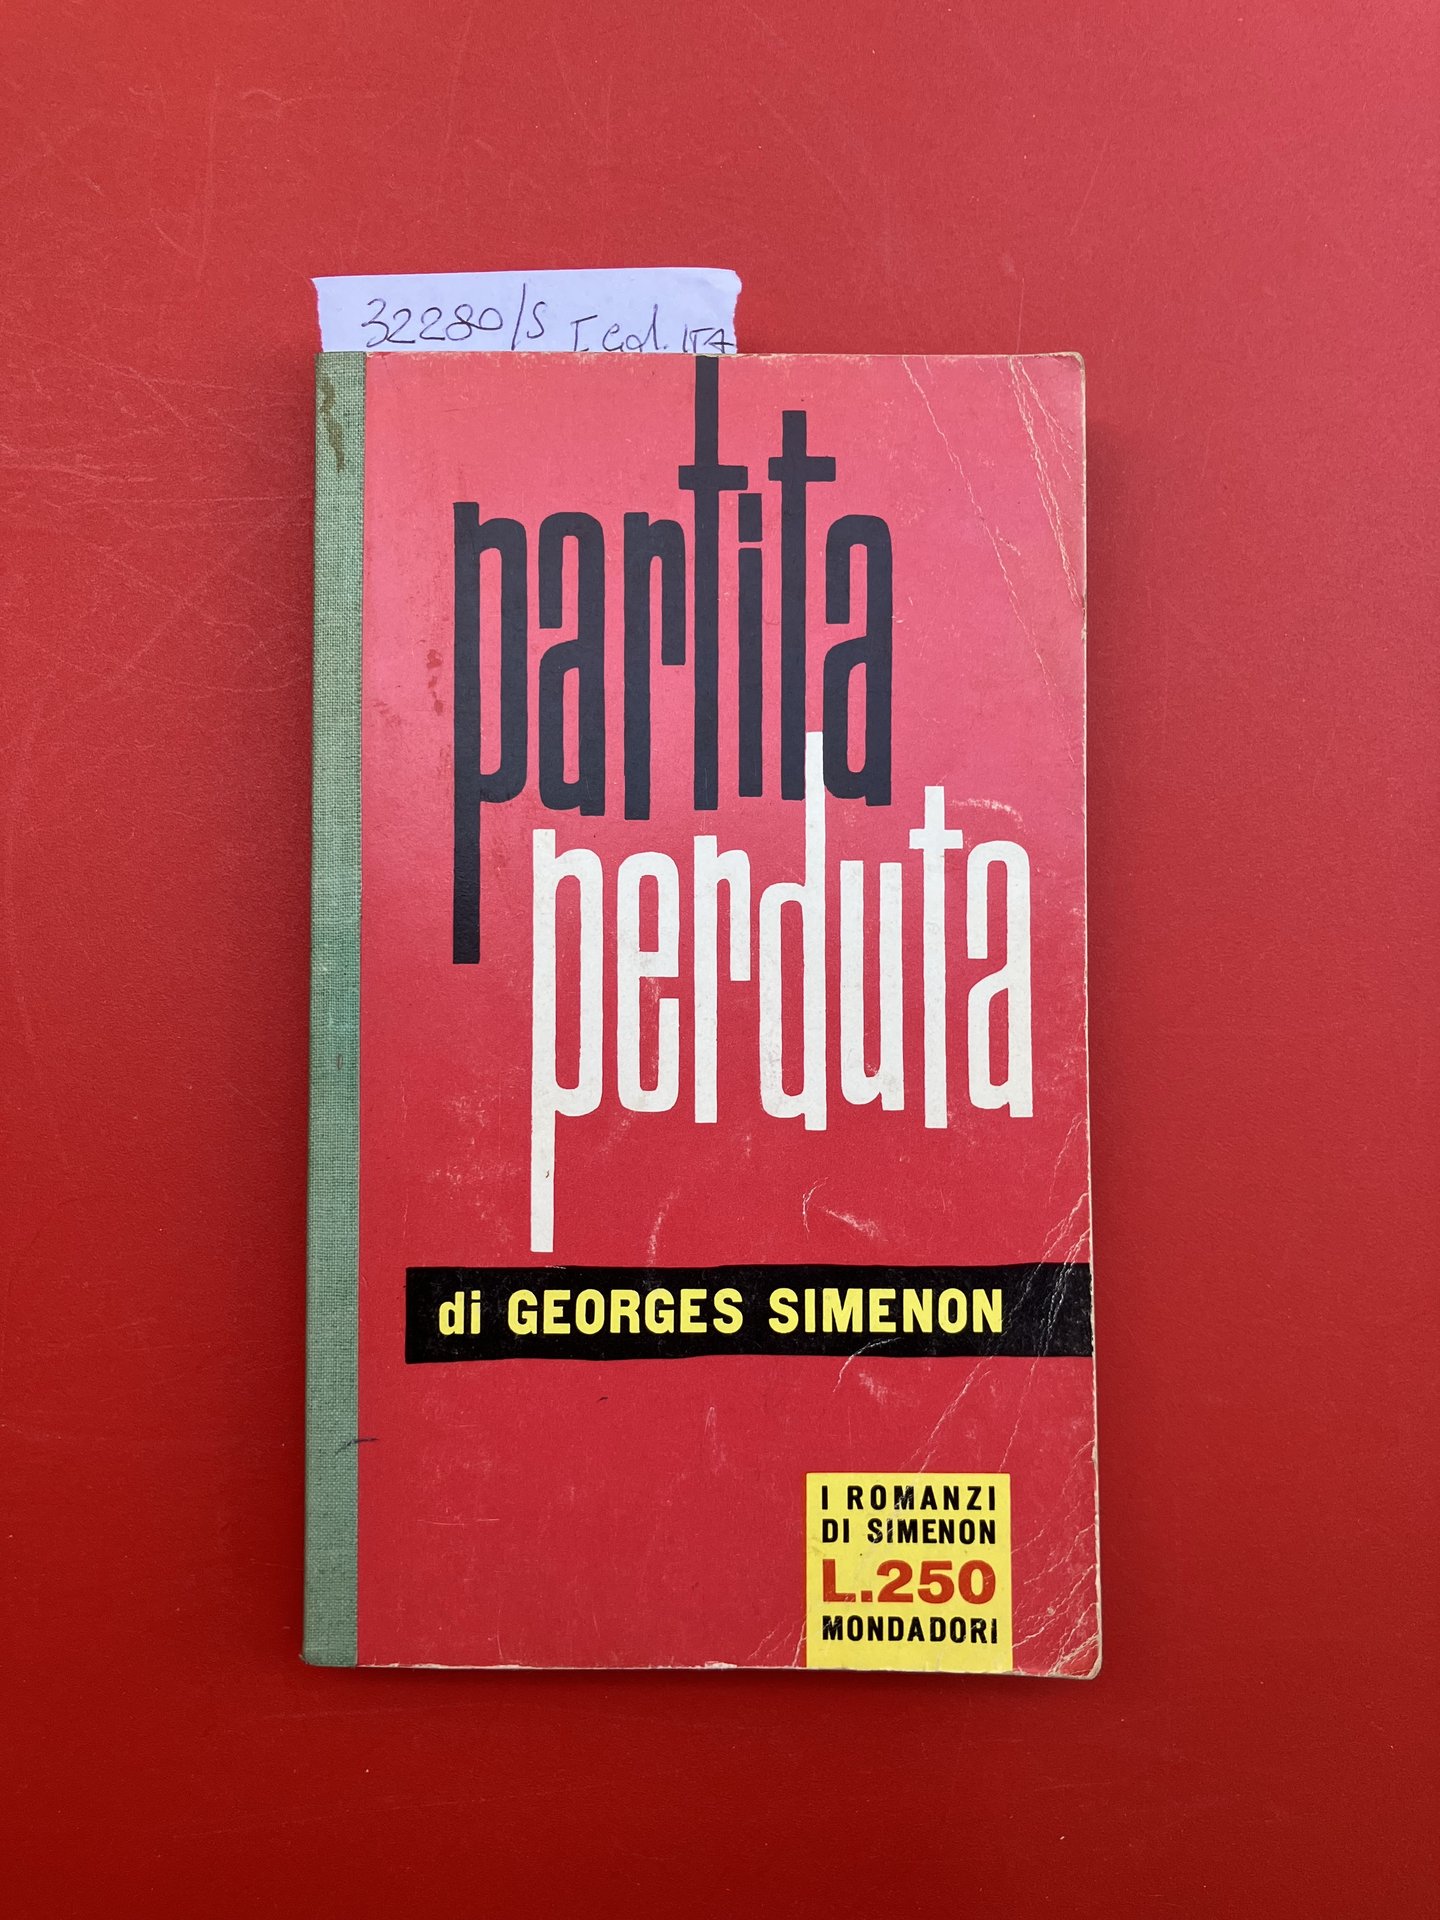 32280/S I ed. ITA
partita
perduta
di GEORGES SIMENON
I ROMANZI
DI SIMENON
L.250
MONDADORI